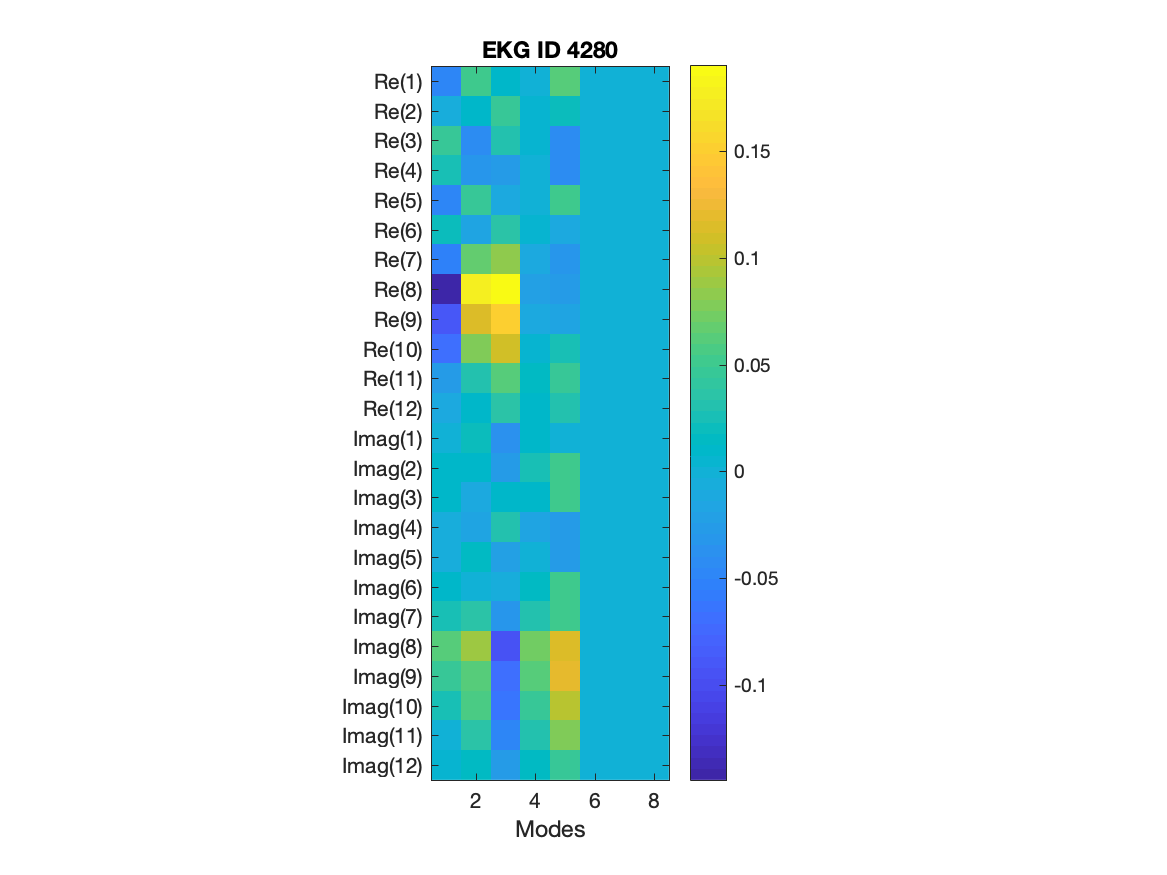 EKG ID 4280
Re(1)
Re(2)
Re(3)
Re(4)
Re(5)
Re(6)
Re(7)
Re(8)
Re(9)
Re(10)
Re(11)
Re(12)
Imag(1)
Imag(2)
Imag(3)
Imag(4)
Imag(5)
Imag(6)
Imag(7)
Imag(8)
Imag(9)
Imag(10)
Imag(11)
Imag(12)
2 4 6 8
Modes
0.15
0.1
0.05
0
-0.05
-0.1